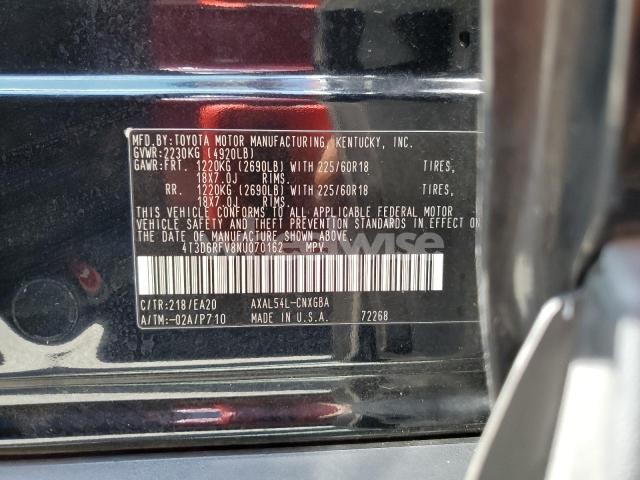 MFD.BY:TOYOTA MOTOR MANUFACTURING, KENTUCKY, INC.
GVWR:2230KG (4920LB)
GAWR:FRT. 1220KG (2690LB) WITH 225/60R18 TIRES,
18X7.0J RIMS.
RR. 1220KG (2690LB) WITH 225/60R18 TIRES,
18X7.0J RIMS.
THIS VEHICLE CONFORMS TO ALL APPLICABLE FEDERAL MOTOR
VEHICLE SAFETY AND THEFT PREVENTION STANDARDS IN EFFECT
ON THE DATE OF MANUFACTURE SHOWN ABOVE.
4T3D6RFV8NU070162 MPV
C/TR:218/EA20 AXAL54L-CNXGBA
A/TM:-02A/P710 MADE IN U.S.A. 72268